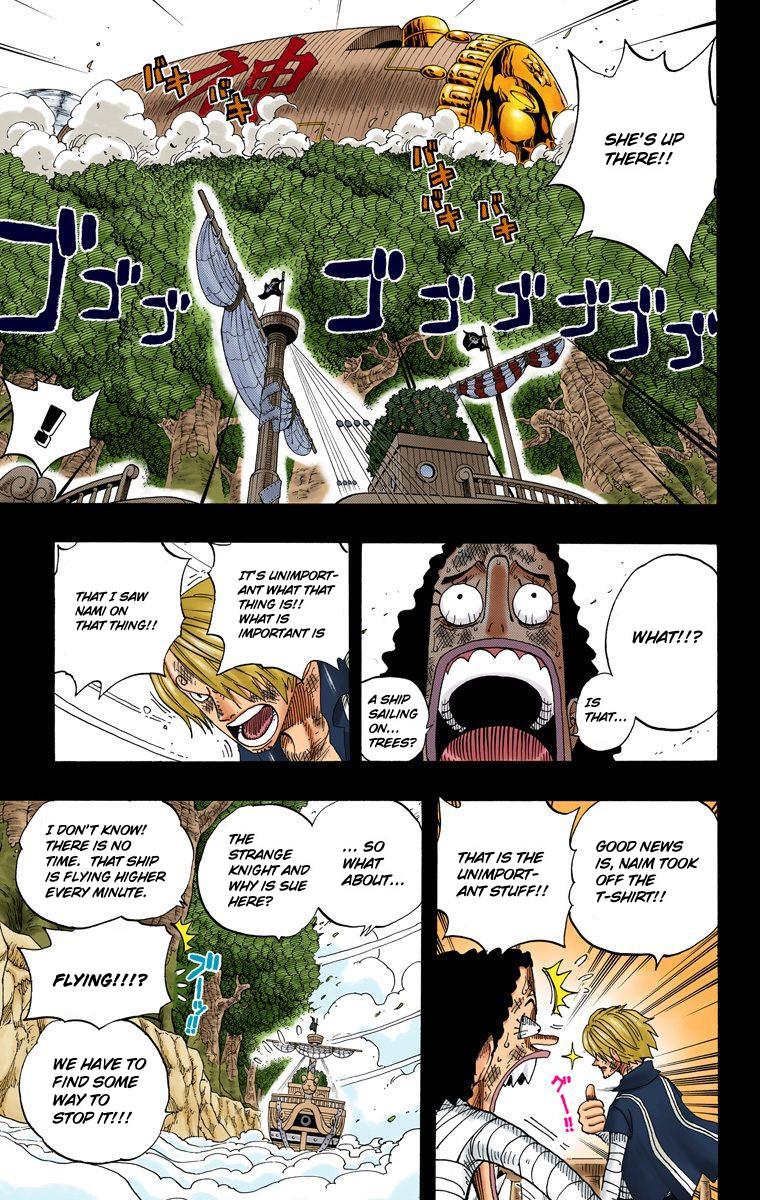 SHE'S UP
THERE!!
神
バキ
バキ
バキ
バキ
バキ
ゴゴゴ
ゴゴゴゴゴゴ
!
WHAT!!?
IS
THAT...
A SHIP
SAILING
ON...
TREES?
IT'S UNIMPORT-
ANT WHAT THAT
THING IS!!
WHAT IS
IMPORTANT IS
THAT I SAW
NAMI ON
THAT THING!!
GOOD NEWS
IS, NAIM TOOK
OFF THE
T-SHIRT!!
THAT IS THE
UNIMPORT-
ANT STUFF!!
グー!!
... SO
WHAT
ABOUT...
THE
STRANGE
KNIGHT AND
WHY IS SUE
HERE?
I DON'T KNOW!
THERE IS NO
TIME. THAT SHIP
IS FLYING HIGHER
EVERY MINUTE.
FLYING!!!?
WE HAVE TO
FIND SOME
WAY TO
STOP IT!!!